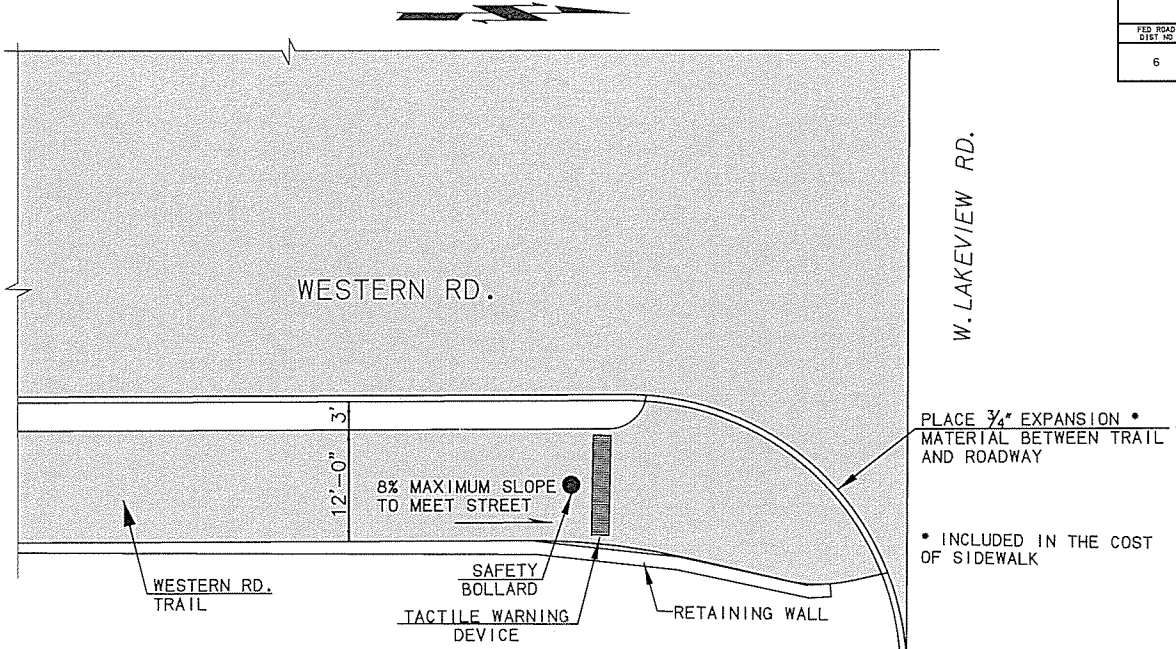 FED ROAD
DIST NO
6
W. LAKEVIEW RD.
WESTERN RD.
3'
12'-0"
8% MAXIMUM SLOPE
TO MEET STREET
PLACE 3/4" EXPANSION *
MATERIAL BETWEEN TRAIL
AND ROADWAY
* INCLUDED IN THE COST
OF SIDEWALK
WESTERN RD.
TRAIL
SAFETY
BOLLARD
TACTILE WARNING
DEVICE
RETAINING WALL